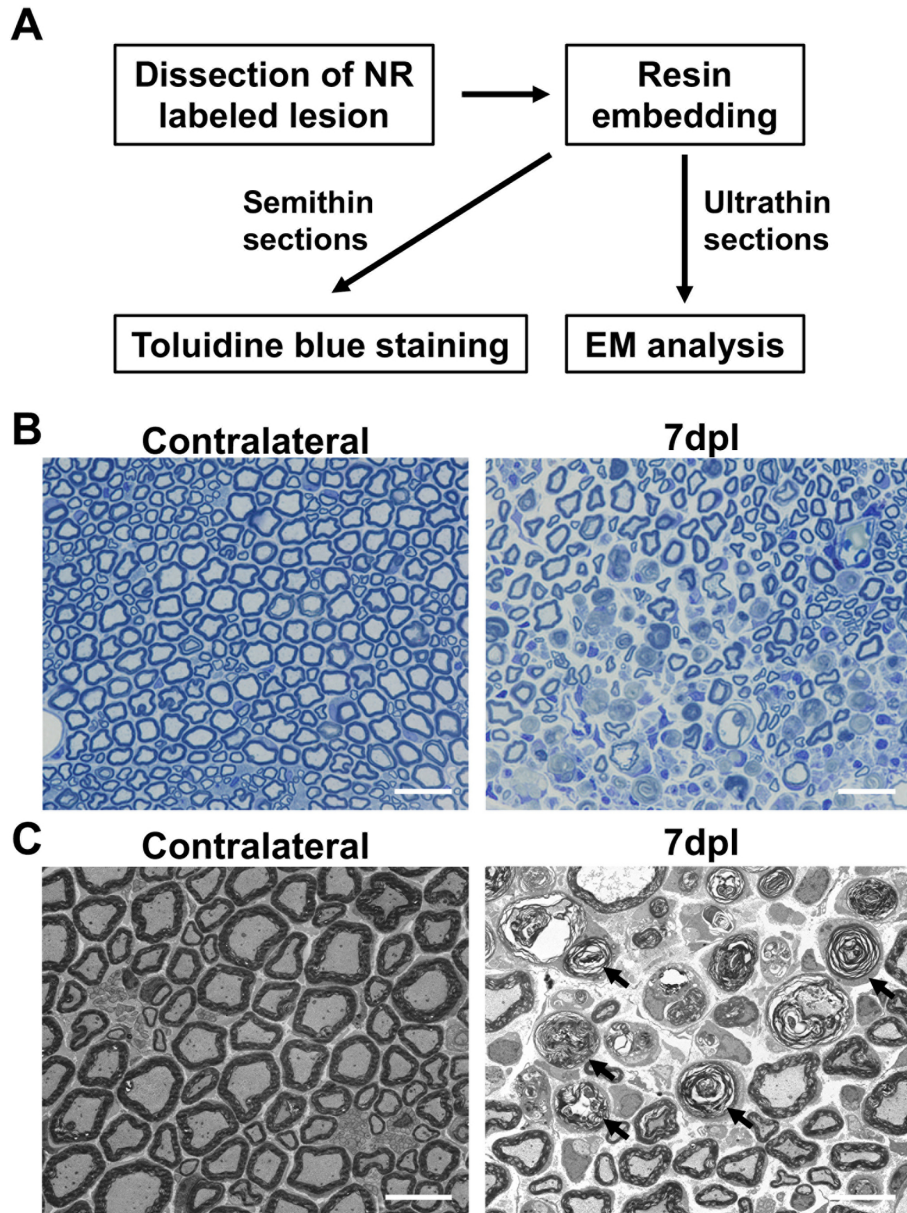 A
Dissection of NR
labeled lesion
Resin
embedding
Semithin
sections
Ultrathin
sections
Toluidine blue staining
EM analysis
B
Contralateral
7dpl
C
Contralateral
7dpl